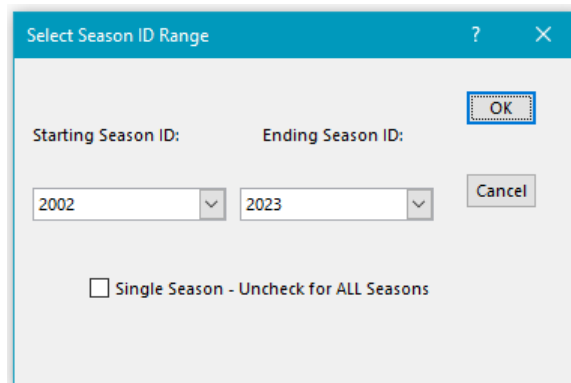 Select Season ID Range ? ×
OK
Starting Season ID: Ending Season ID:
2002 2023
Cancel
Single Season - Uncheck for ALL Seasons